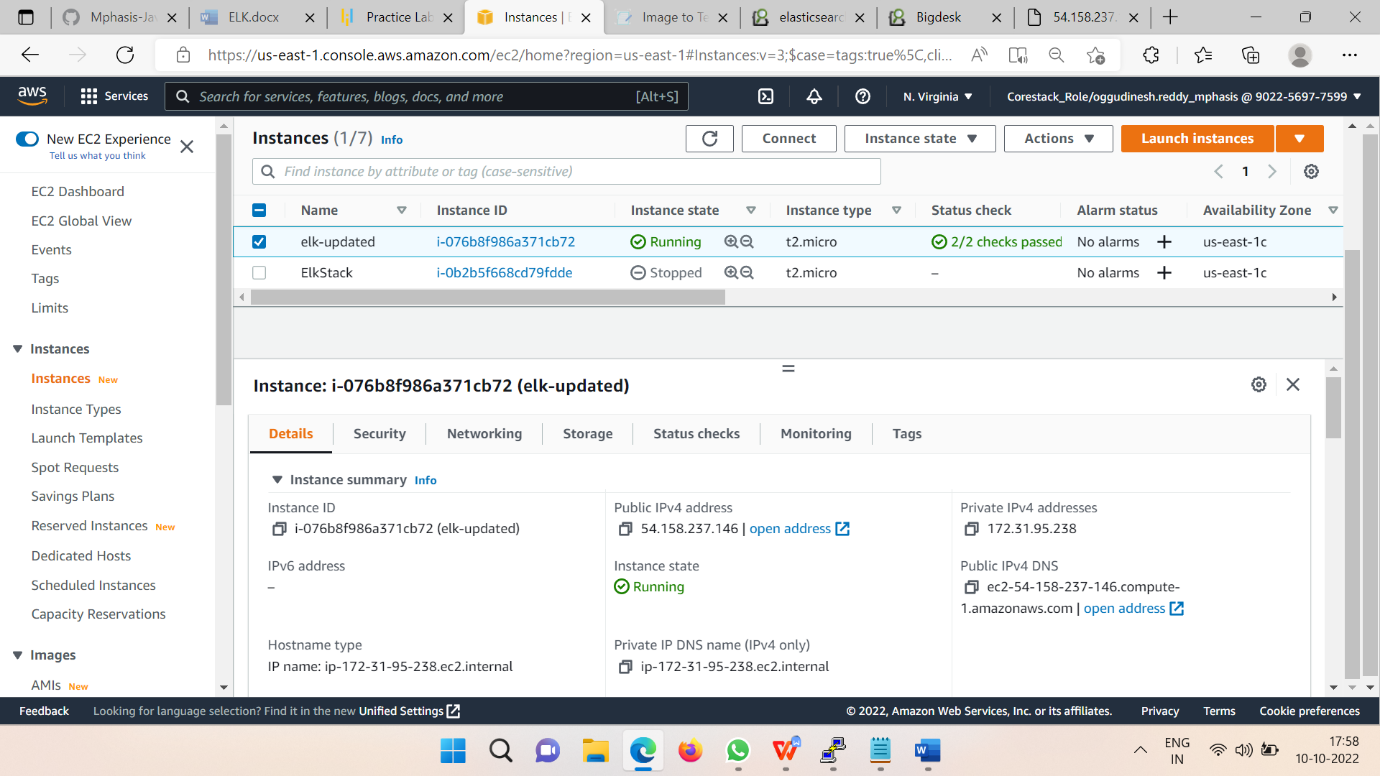 Mphasis-Ja
ELK.docx
Practice Lab
Instances | E
Image to Te
elasticsearc
Bigdesk
54.158.237.
https://us-east-1.console.aws.amazon.com/ec2/home?region=us-east-1#Instances:v=3;$case=tags:true%5C,cli...
aws
Services
Search for services, features, blogs, docs, and more
[Alt+S]
N. Virginia
Corestack_Role/oggudinesh.reddy_mphasis @ 9022-5697-7599
New EC2 Experience
Tell us what you think
EC2 Dashboard
EC2 Global View
Events
Tags
Limits
Instances
Instances New
Instance Types
Launch Templates
Spot Requests
Savings Plans
Reserved Instances New
Dedicated Hosts
Scheduled Instances
Capacity Reservations
Images
AMIs New
Instances (1/7) Info
Connect
Instance state
Actions
Launch instances
Find instance by attribute or tag (case-sensitive)
1
Name Instance ID Instance state Instance type Status check Alarm status Availability Zone
elk-updated i-076b8f986a371cb72 Running t2.micro 2/2 checks passed No alarms + us-east-1c
ElkStack i-0b2b5f668cd79fdde Stopped t2.micro – No alarms + us-east-1c
Instance: i-076b8f986a371cb72 (elk-updated)
Details Security Networking Storage Status checks Monitoring Tags
Instance summary Info
Instance ID
i-076b8f986a371cb72 (elk-updated)
Public IPv4 address
54.158.237.146 | open address
Private IPv4 addresses
172.31.95.238
IPv6 address
–
Instance state
Running
Public IPv4 DNS
ec2-54-158-237-146.compute-
1.amazonaws.com | open address
Hostname type
IP name: ip-172-31-95-238.ec2.internal
Private IP DNS name (IPv4 only)
ip-172-31-95-238.ec2.internal
Feedback
Looking for language selection? Find it in the new Unified Settings
© 2022, Amazon Web Services, Inc. or its affiliates.
Privacy
Terms
Cookie preferences
ENG
IN
17:58
10-10-2022